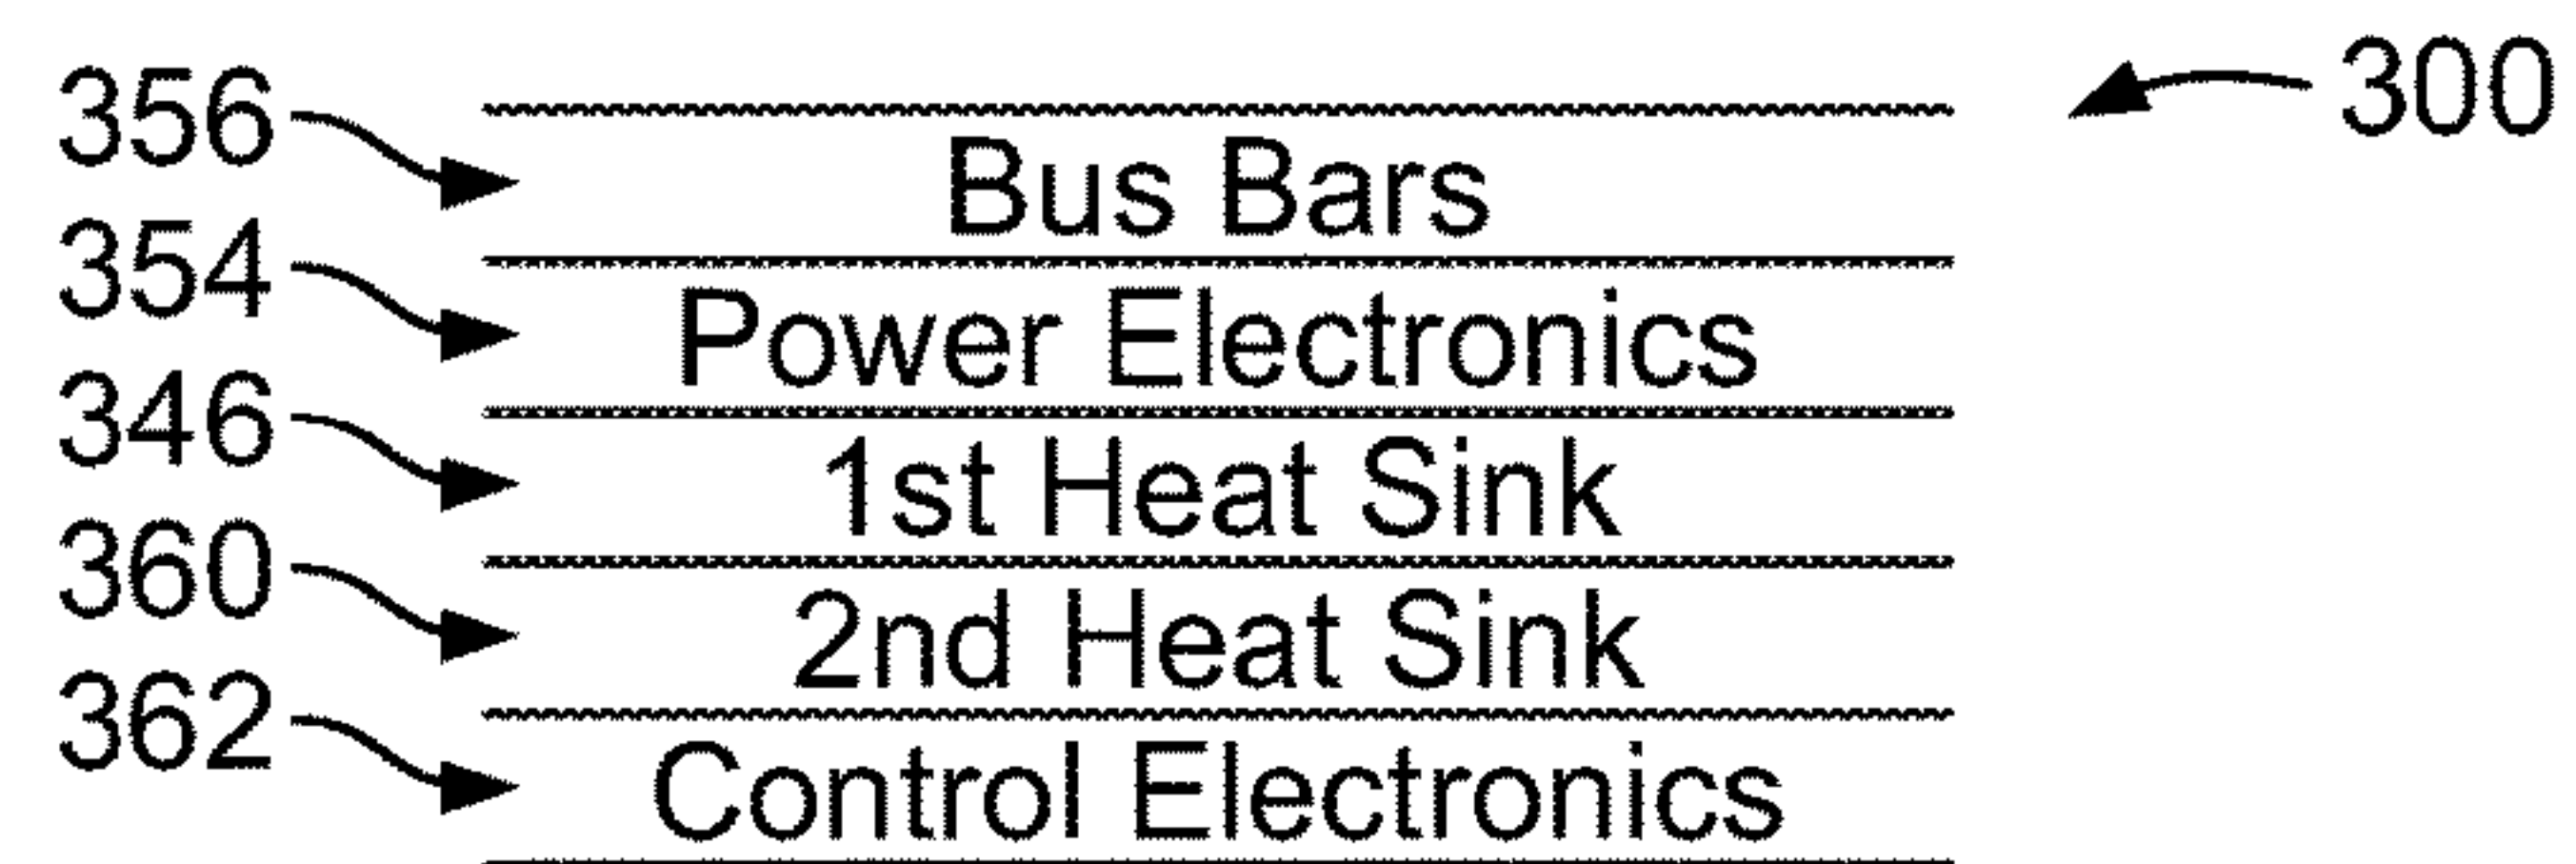 300
356 Bus Bars
354 Power Electronics
346 1st Heat Sink
360 2nd Heat Sink
362 Control Electronics